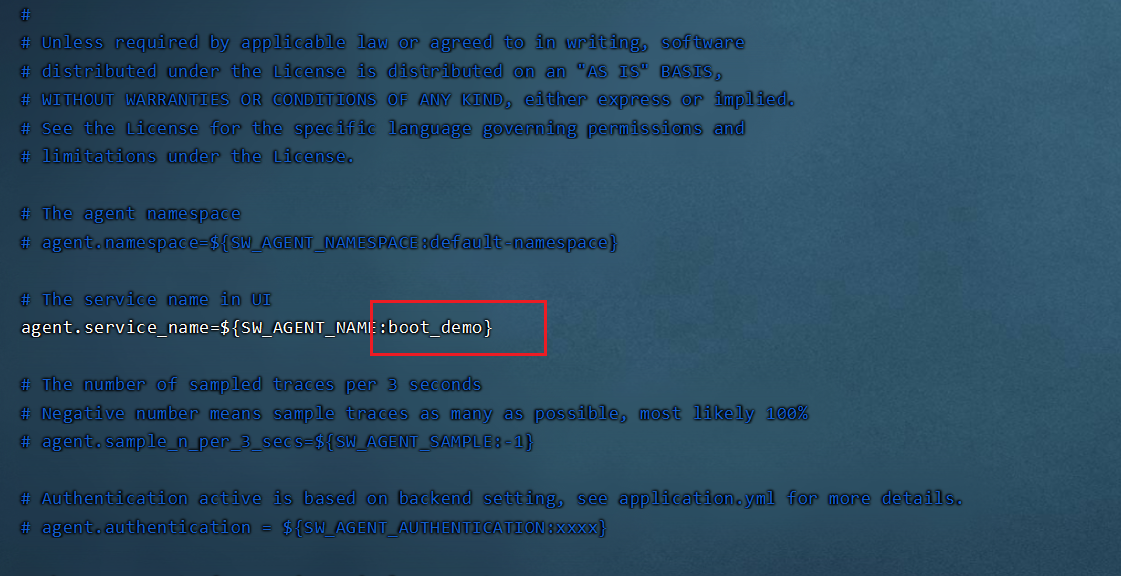 #
# Unless required by applicable law or agreed to in writing, software
# distributed under the License is distributed on an "AS IS" BASIS,
# WITHOUT WARRANTIES OR CONDITIONS OF ANY KIND, either express or implied.
# See the License for the specific language governing permissions and
# limitations under the License.
# The agent namespace
# agent.namespace=${SW_AGENT_NAMESPACE:default-namespace}
# The service name in UI
agent.service_name=${SW_AGENT_NAME:boot_demo}
# The number of sampled traces per 3 seconds
# Negative number means sample traces as many as possible, most likely 100%
# agent.sample_n_per_3_secs=${SW_AGENT_SAMPLE:-1}
# Authentication active is based on backend setting, see application.yml for more details.
# agent.authentication = ${SW_AGENT_AUTHENTICATION:xxxx}